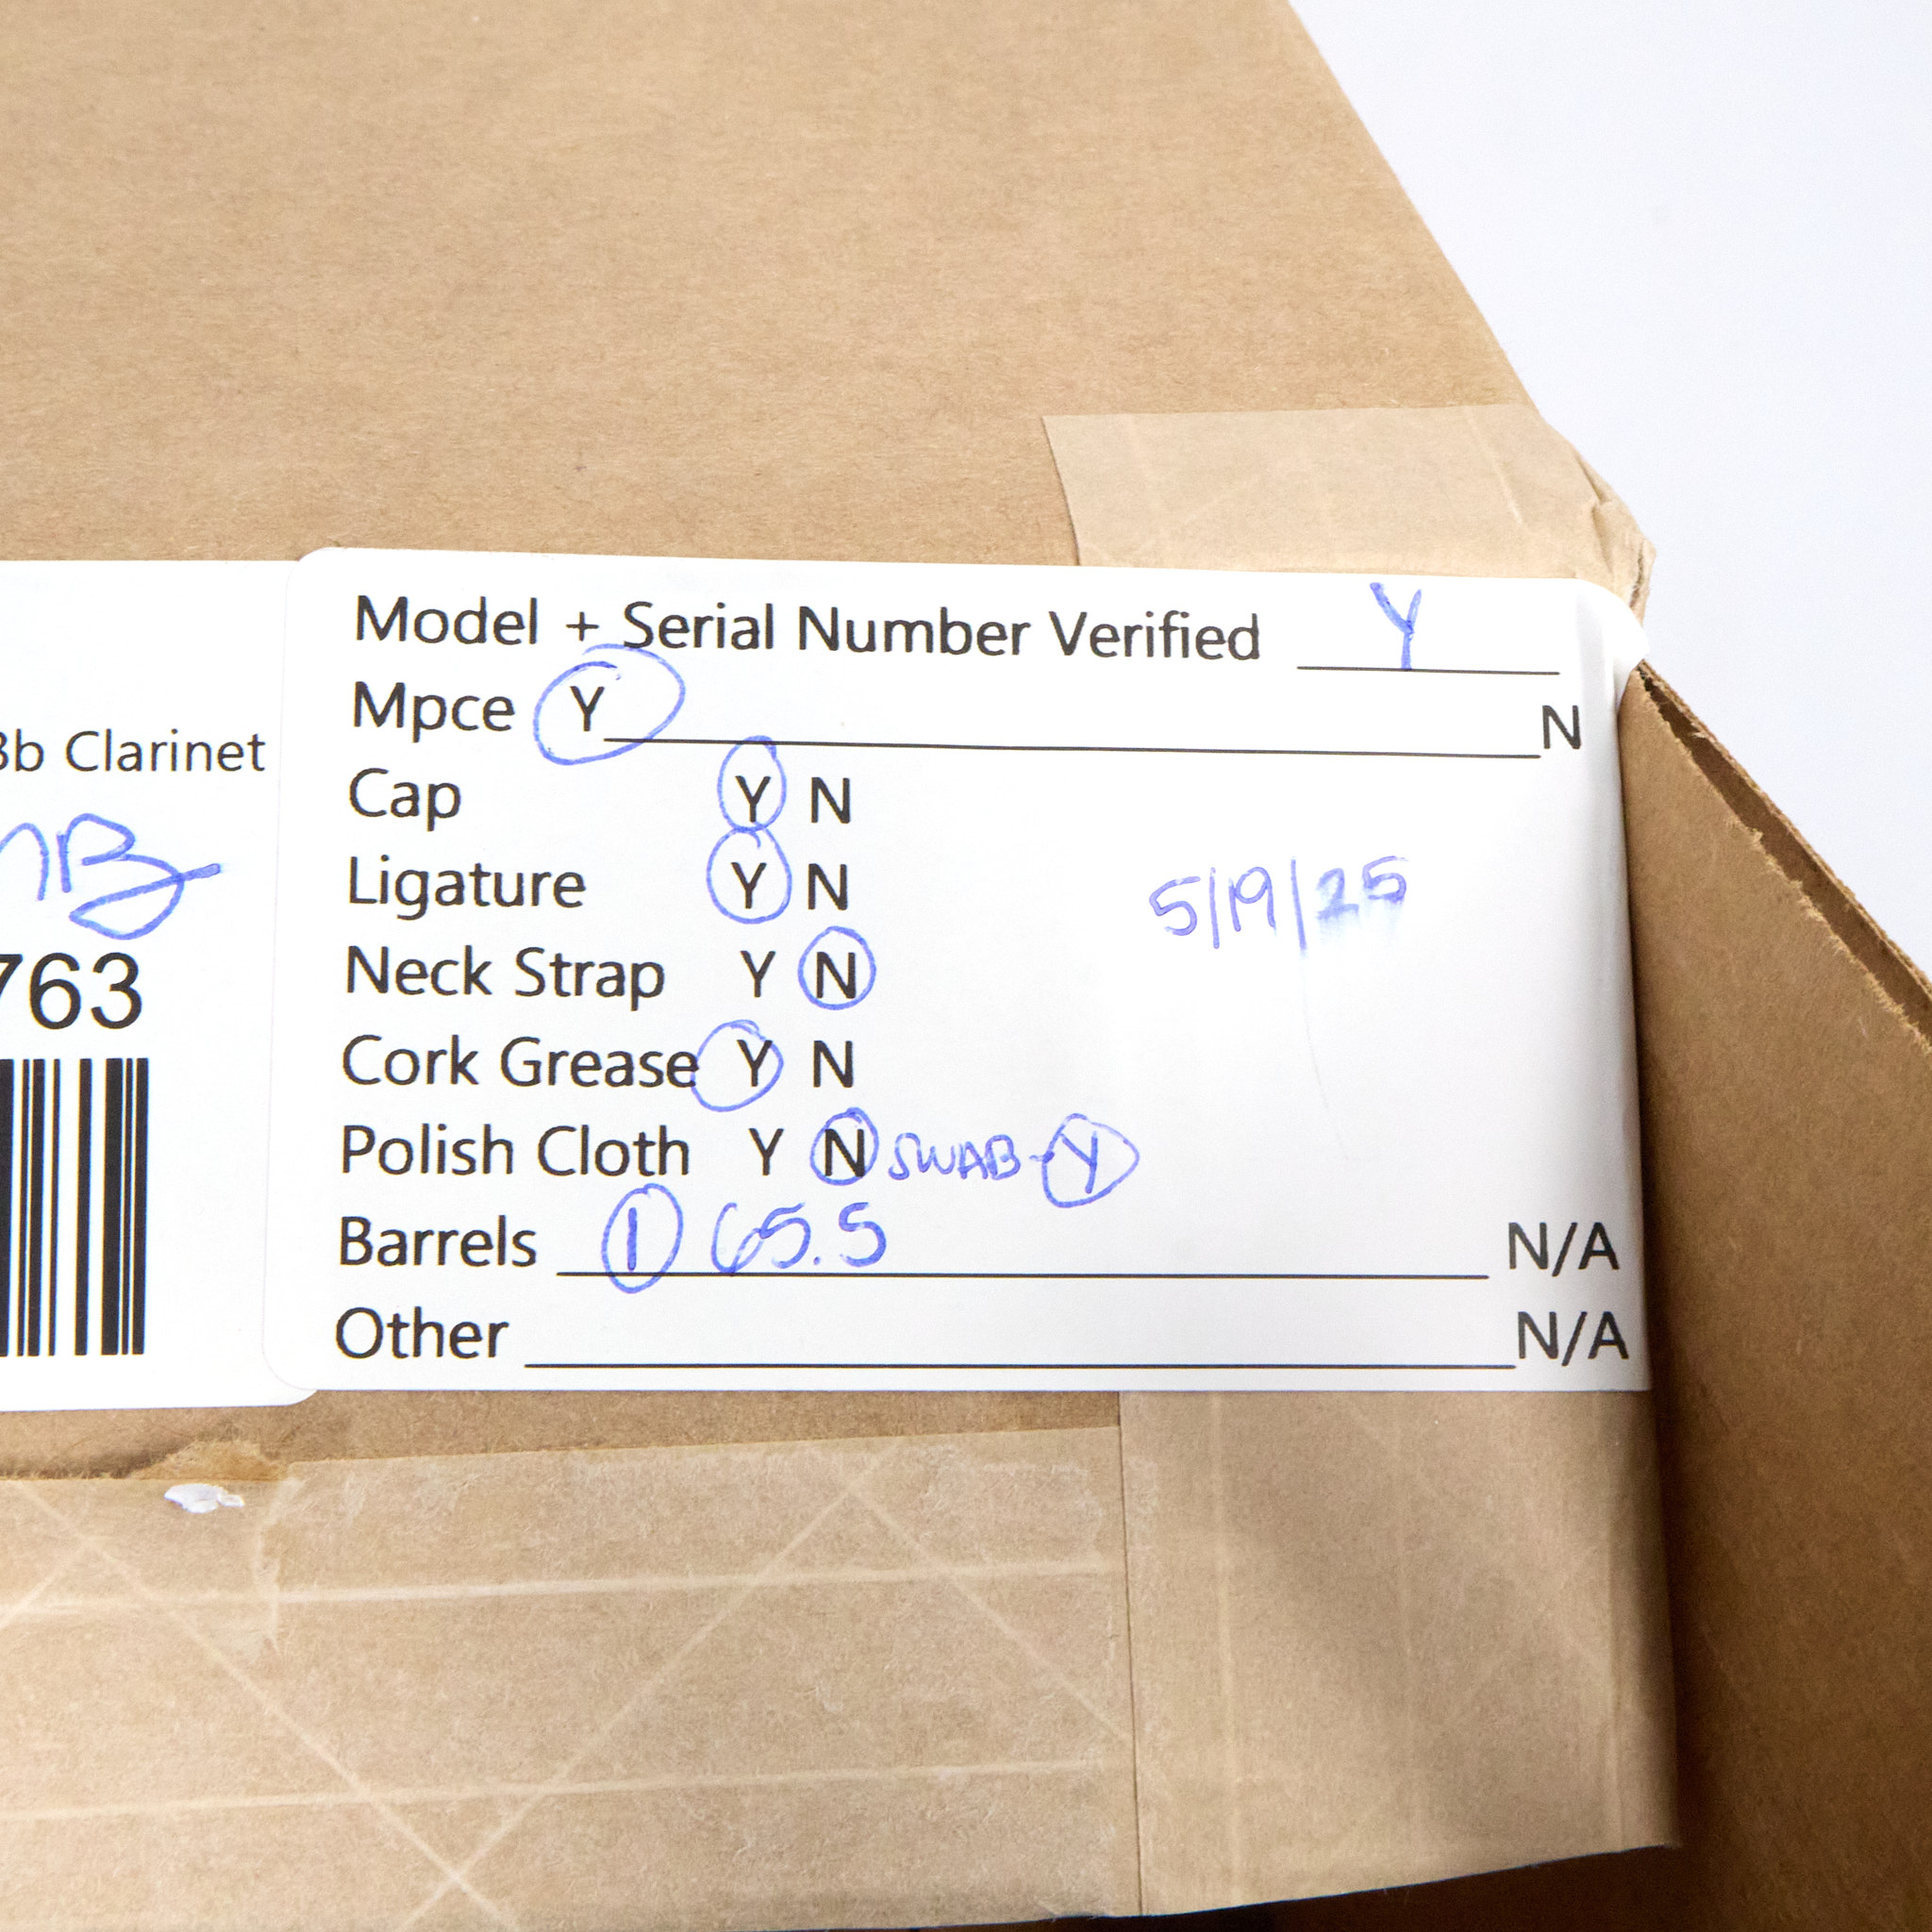 Model + Serial Number Verified Y
Mpce Y N
Cap Y N
Ligature Y N
5/19/25
Neck Strap Y N
Cork Grease Y N
Polish Cloth Y N SWAB-Y
Barrels 1 65.5 N/A
Other N/A
Bb Clarinet
763